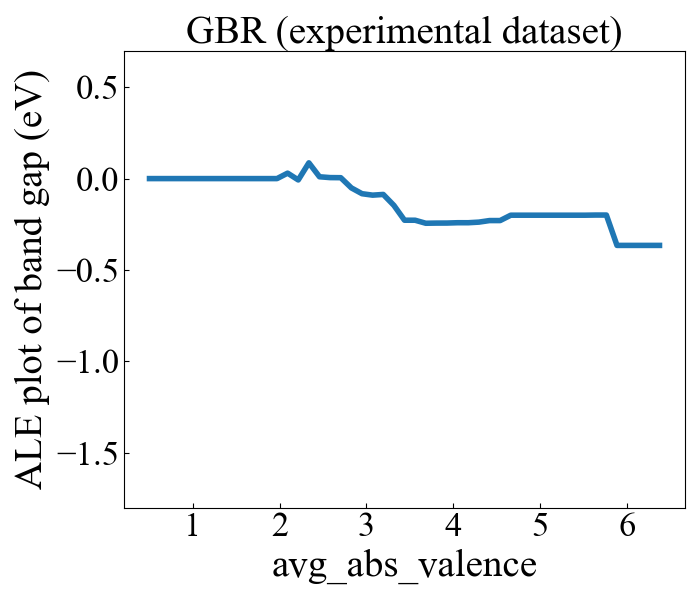 GBR (experimental dataset)
ALE plot of band gap (eV)
0.5
0.0
−0.5
−1.0
−1.5
1 2 3 4 5 6
avg_abs_valence